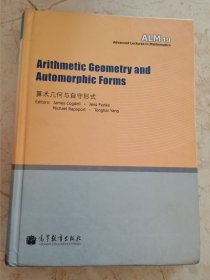 ALM 19
Advanced Lectures in Mathematics
Arithmetic Geometry and
Automorphic Forms
算术几何与自守形式
Editors: James Cogdell · Jens Funke
Michael Rapoport · Tonghai Yang
高等教育出版社